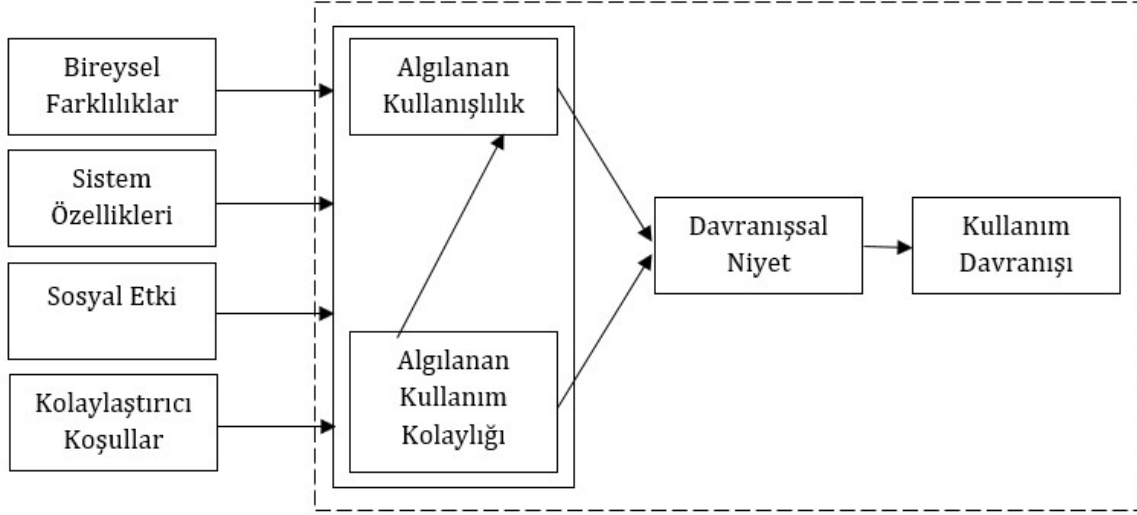 Bireysel
Farklılıklar
Sistem
Özellikleri
Sosyal Etki
Kolaylaştırıcı
Koşullar
Algılanan
Kullanışlılık
Algılanan
Kullanım
Kolaylığı
Davranışsal
Niyet
Kullanım
Davranışı